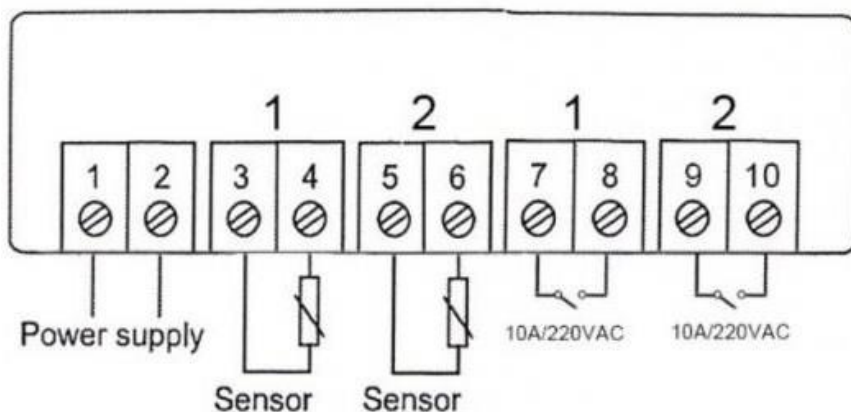 1 2 1 2
1 2 3 4 5 6 7 8 9 10
10A/220VAC 10A/220VAC
Power supply
Sensor Sensor